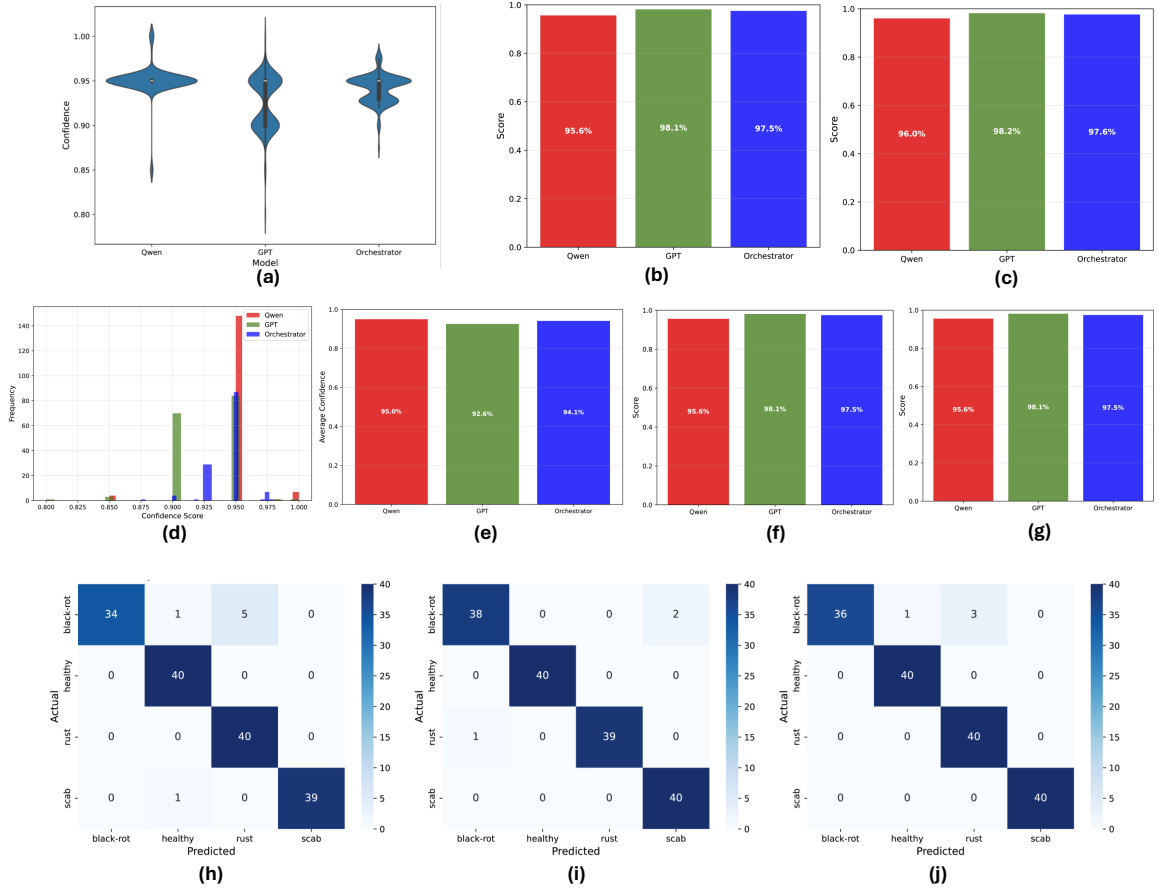 1.00
0.95
0.90
0.85
0.80
Confidence
Qwen
GPT
Orchestrator
Model
(a)
1.0
0.8
0.6
0.4
0.2
0.0
Score
95.6%
98.1%
97.5%
Qwen
GPT
Orchestrator
(b)
1.0
0.8
0.6
0.4
0.2
0.0
Score
96.0%
98.2%
97.6%
Qwen
GPT
Orchestrator
(c)
Qwen
GPT
Orchestrator
140
120
100
80
60
40
20
0
Frequency
0.800
0.825
0.850
0.875
0.900
0.925
0.950
0.975
1.000
Confidence Score
(d)
1.0
0.8
0.6
0.4
0.2
0.0
Average Confidence
95.0%
92.6%
94.1%
Qwen
GPT
Orchestrator
(e)
1.0
0.8
0.6
0.4
0.2
0.0
Score
95.6%
98.1%
97.5%
Qwen
GPT
Orchestrator
(f)
1.0
0.8
0.6
0.4
0.2
0.0
Score
95.6%
98.1%
97.5%
Qwen
GPT
Orchestrator
(g)
Actual
black-rot
34 1 5 0
healthy
0 40 0 0
rust
0 0 40 0
scab
0 1 0 39
black-rot healthy rust scab
Predicted
40
35
30
25
20
15
10
5
0
(h)
black-rot
38 0 0 2
healthy
0 40 0 0
rust
1 0 39 0
scab
0 0 0 40
Actual
black-rot healthy rust scab
Predicted
40
35
30
25
20
15
10
5
0
(i)
black-rot
36 1 3 0
healthy
0 40 0 0
rust
0 0 40 0
scab
0 0 0 40
Actual
black-rot healthy rust scab
Predicted
40
35
30
25
20
15
10
5
0
(j)